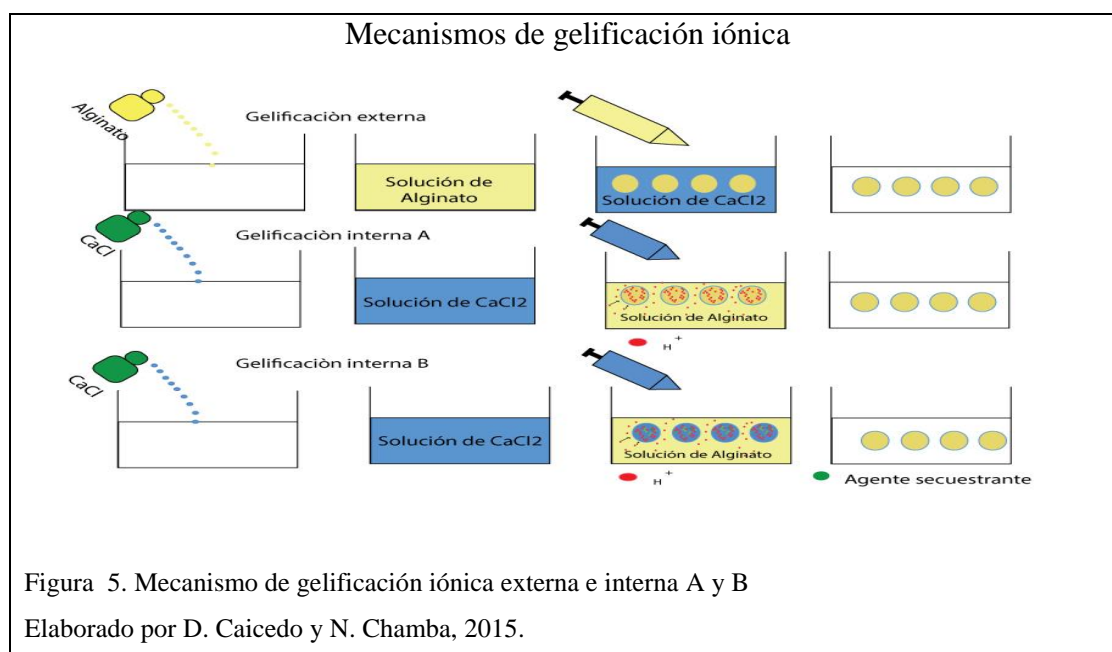 Mecanismos de gelificación iónica
Alginato
Gelificaciòn externa
Solución de
Alginato
Solución de CaCl2
CaCl
Gelificaciòn interna A
Solución de CaCl2
Solución de Alginato
H+
CaCl
Gelificaciòn interna B
Solución de CaCl2
Solución de Algináto
H+
Agente secuestrante
Figura 5. Mecanismo de gelificación iónica externa e interna A y B
Elaborado por D. Caicedo y N. Chamba, 2015.